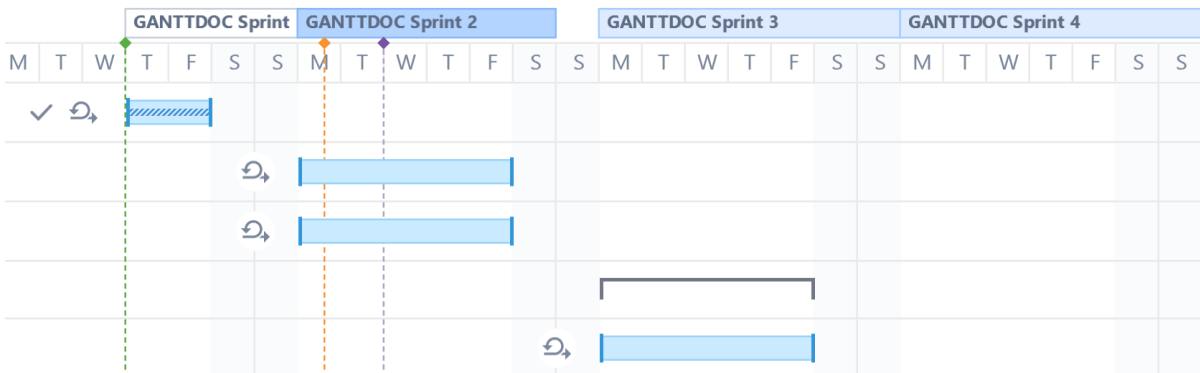 GANTTDOC Sprint GANTTDOC Sprint 2 GANTTDOC Sprint 3 GANTTDOC Sprint 4
M T W T F S S M T W T F S S M T W T F S S M T W T F S S